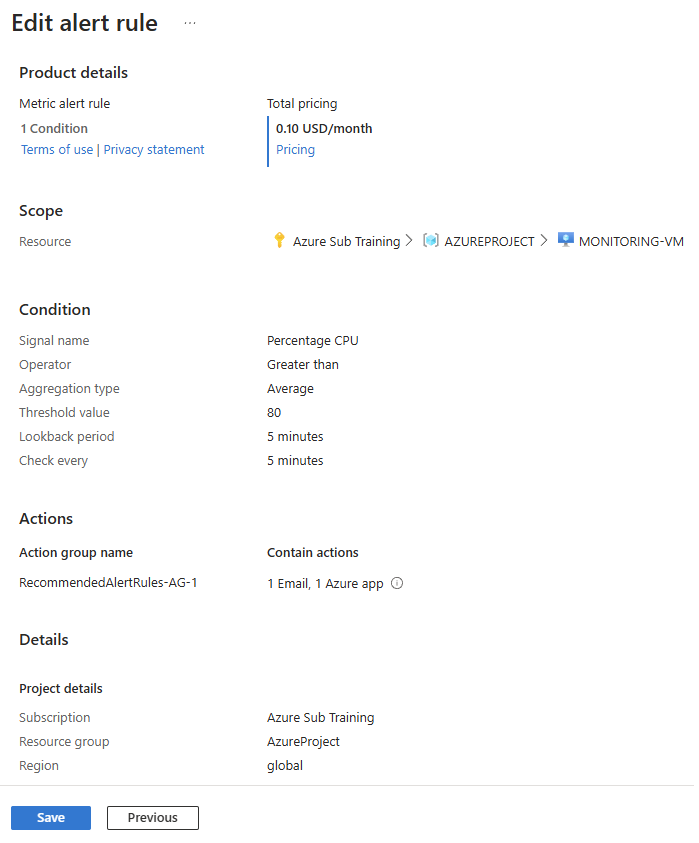 Edit alert rule ...
Product details
Metric alert rule Total pricing
1 Condition 0.10 USD/month
Terms of use | Privacy statement Pricing
Scope
Resource Azure Sub Training > AZUREPROJECT > MONITORING-VM
Condition
Signal name Percentage CPU
Operator Greater than
Aggregation type Average
Threshold value 80
Lookback period 5 minutes
Check every 5 minutes
Actions
Action group name Contain actions
RecommendedAlertRules-AG-1 1 Email, 1 Azure app
Details
Project details
Subscription Azure Sub Training
Resource group AzureProject
Region global
Save Previous